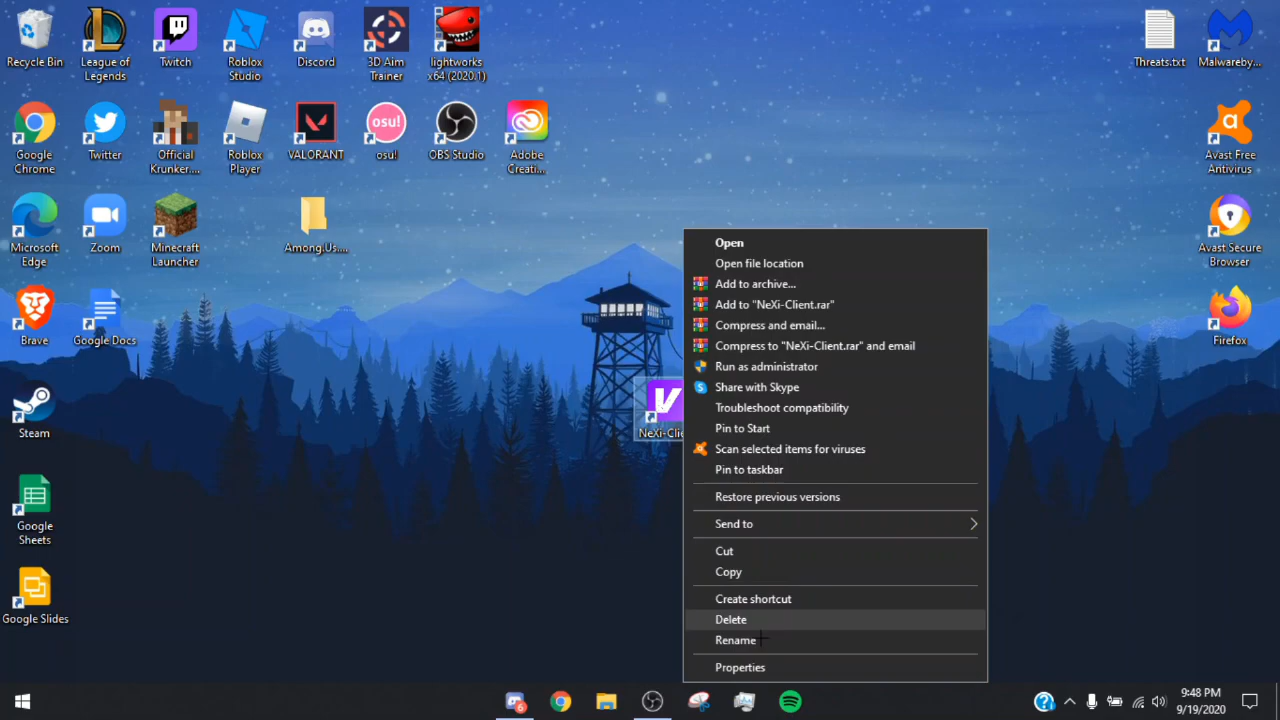 Recycle Bin
League of
Legends
Twitch
Roblox
Studio
Discord
3D Aim
Trainer
lightworks
x64 (2020.1)
Threats.txt
Malwareby...
Google
Chrome
Twitter
Official
Krunker....
Roblox
Player
VALORANT
osu!
osu!
OBS Studio
Adobe
Creati...
Avast Free
Antivirus
Microsoft
Edge
Zoom
Minecraft
Launcher
Among.Us....
Avast Secure
Browser
Brave
Google Docs
Firefox
Steam
Google
Sheets
Google Slides
NeXi-Clie
Open
Open file location
Add to archive...
Add to "NeXi-Client.rar"
Compress and email...
Compress to "NeXi-Client.rar" and email
Run as administrator
Share with Skype
Troubleshoot compatibility
Pin to Start
Scan selected items for viruses
Pin to taskbar
Restore previous versions
Send to
Cut
Copy
Create shortcut
Delete
Rename
Properties
6
9:48 PM
9/19/2020